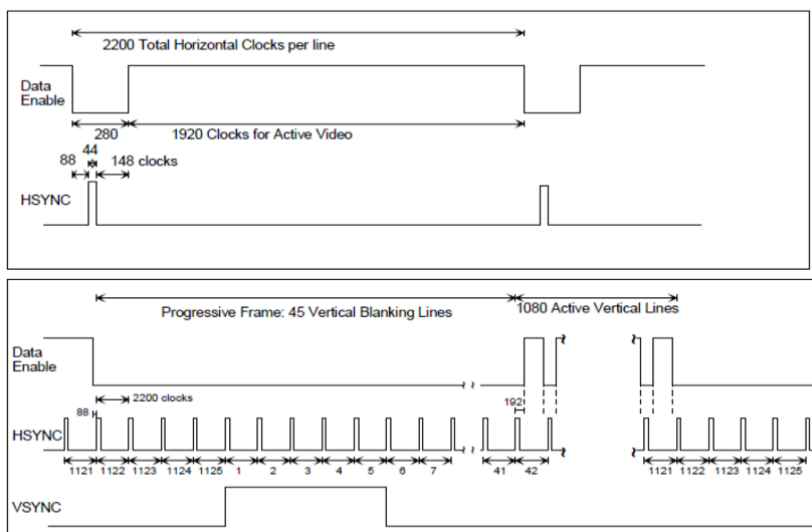 2200 Total Horizontal Clocks per line
Data
Enable
280
1920 Clocks for Active Video
44
88
148 clocks
HSYNC
Progressive Frame: 45 Vertical Blanking Lines
1080 Active Vertical Lines
Data
Enable
88
2200 clocks
192
HSYNC
1121 1122 1123 1124 1125 1 2 3 4 5 6 7 41 42 1121 1122 1123 1124 1125
VSYNC